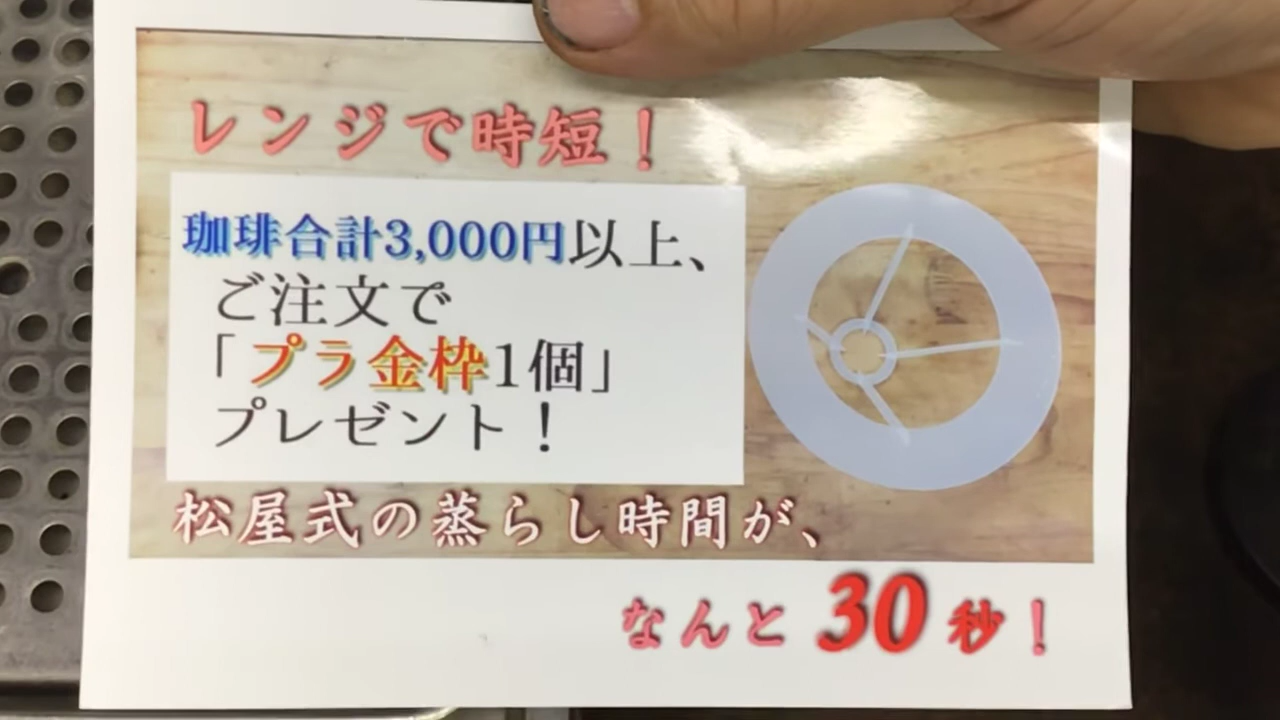 レンジで時短！
珈琲合計3,000円以上、
ご注文で
「プラ金枠1個」
プレゼント！
松屋式の蒸らし時間が、
なんと30秒！